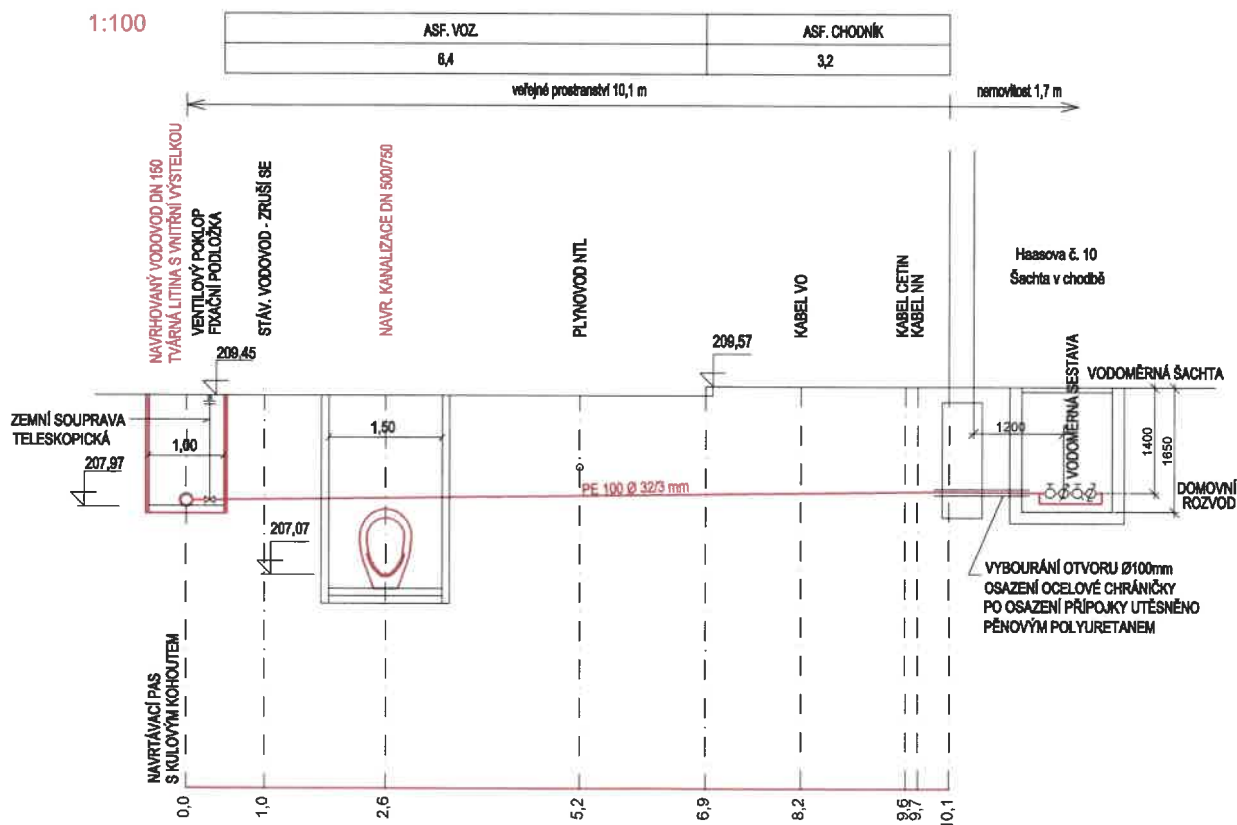 1:100
ASF. VOZ.
ASF. CHODNÍK
6,4
3,2
veřejné prostranství 10,1 m
nemovitost 1,7 m
NAVRHOVANÝ VODOVOD DN 150
TVÁRNÁ LITINA S VNITŘNÍ VÝSTELKOU
VENTILOVÝ POKLOP
FIXAČNÍ PODLOŽKA
STÁV. VODOVOD - ZRUŠÍ SE
NAVR. KANALIZACE DN 500/750
PLYNOVOD NTL
KABEL VO
KABEL CETIN
KABEL NN
Haasova č. 10
Šachta v chodbě
209,45
209,57
VODOMĚRNÁ SESTAVA
VODOMĚRNÁ ŠACHTA
ZEMNÍ SOUPRAVA
TELESKOPICKÁ
1,00
1,50
1200
1400
1650
207,97
PE 100 Ø 32/3 mm
DOMOVNÍ
ROZVOD
207,07
VYBOURÁNÍ OTVORU Ø100mm
OSAZENÍ OCELOVÉ CHRÁNIČKY
PO OSAZENÍ PŘÍPOJKY UTĚSNĚNO
PĚNOVÝM POLYURETANEM
NAVRTÁVACÍ PAS
S KULOVÝM KOHOUTEM
0,0
1,0
2,6
5,2
6,9
8,2
9,6
9,7
10,1